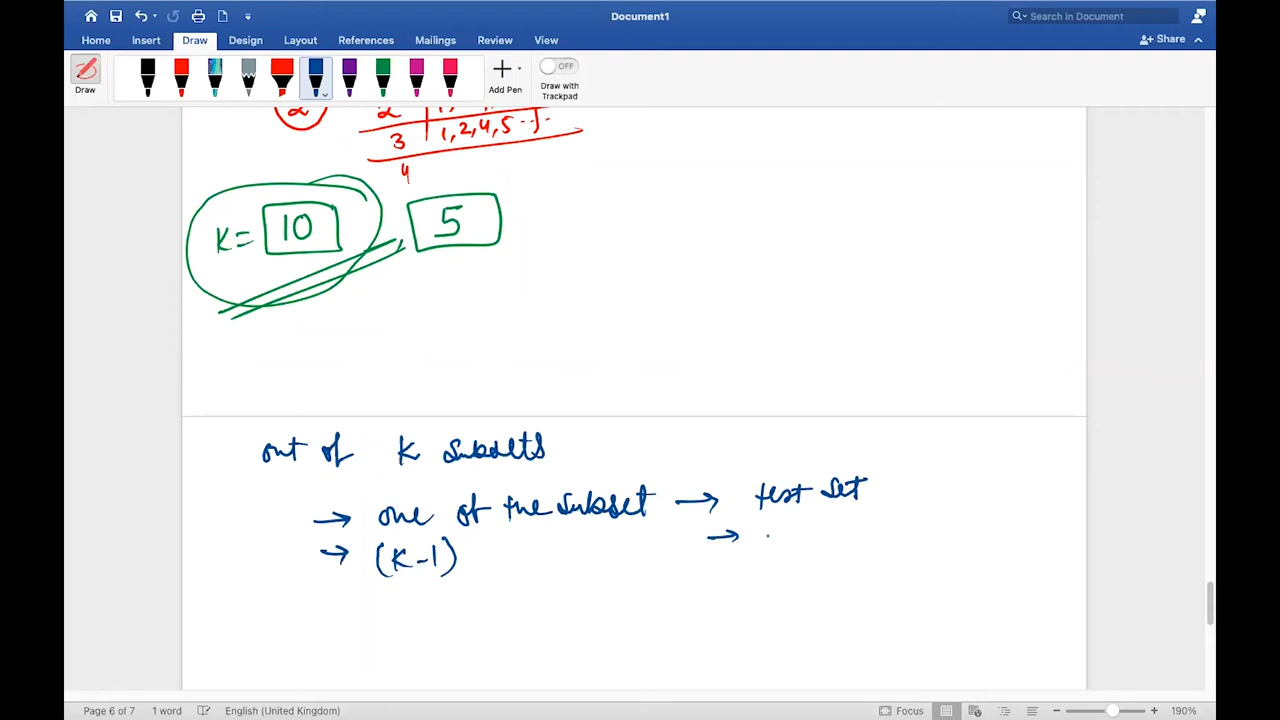 Document1
Search in Document
Home Insert Draw Design Layout References Mailings Review View
Share
Draw
Add Pen
OFF
Draw with
Trackpad
2 2
3 1, 2, 4, 5
4
K = 10 , 5
out of K subsets
→ one of the subset → test set
→ (K-1) →
Page 6 of 7 1 word English (United Kingdom) Focus 190%